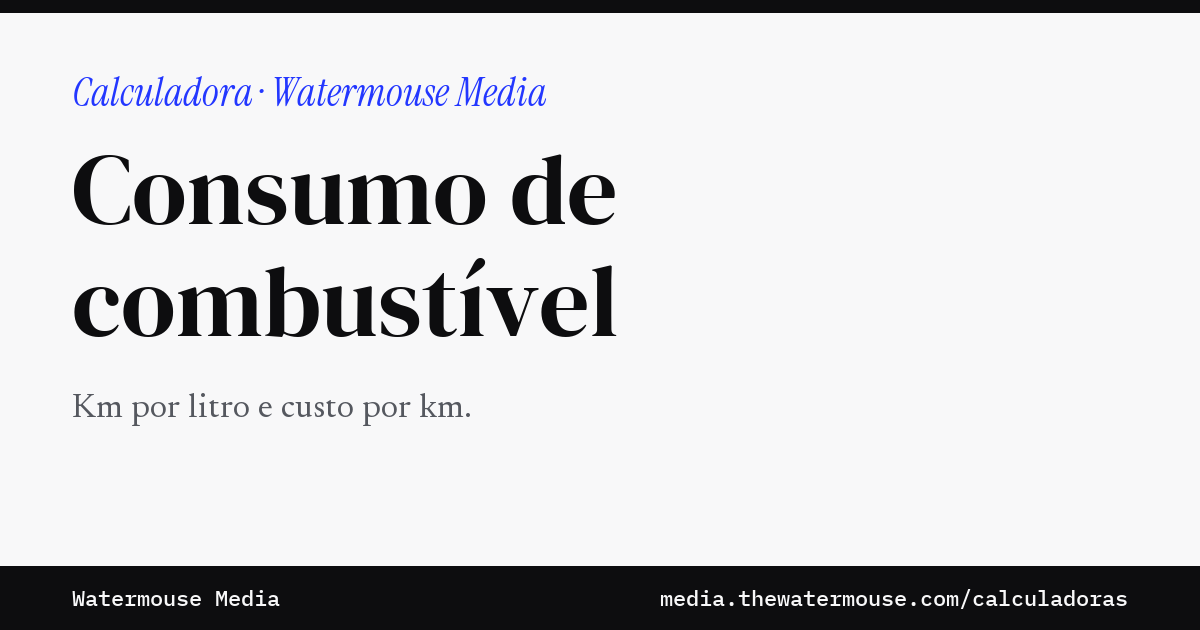 Calculadora · Watermouse Media
Consumo de
combustível
Km por litro e custo por km.
Watermouse Media
media.thewatermouse.com/calculadoras